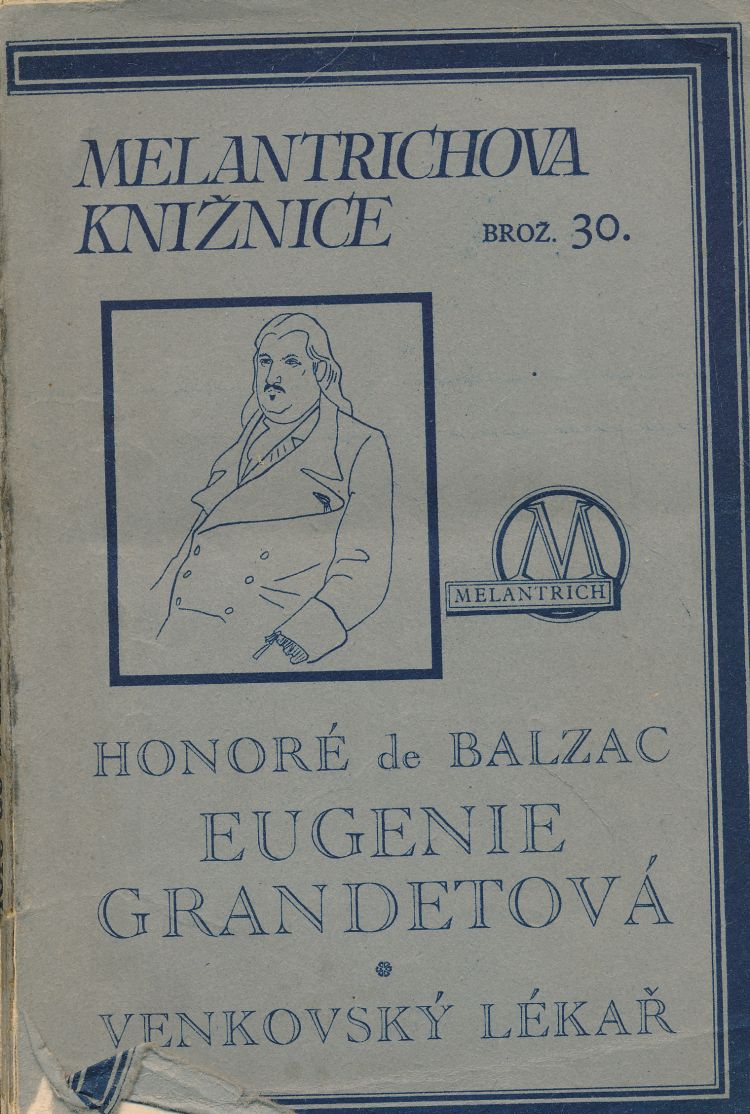 MELANTRICHOVA
KNIŽNICE BROŽ. 30.
M
MELANTRICH
HONORÉ de BALZAC
EUGENIE
GRANDETOVÁ
VENKOVSKÝ LÉKAŘ